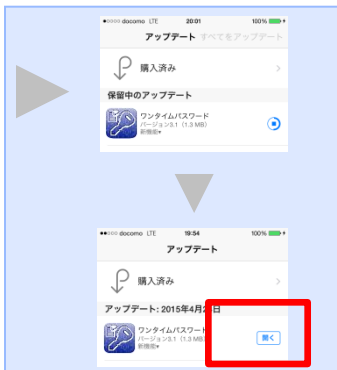 ●○○○○ docomo LTE 20:01 100%
アップデート すべてをアップデート
購入済み
保留中のアップデート
ワンタイムパスワード
バージョン3.1 (1.3 MB)
新機能▾
●●○○○ docomo LTE 19:54 100%
アップデート
購入済み
アップデート: 2015年4月2 日
ワンタイムパスワード
バージョン3.1 (1.3 MB)
新機能▾
開く